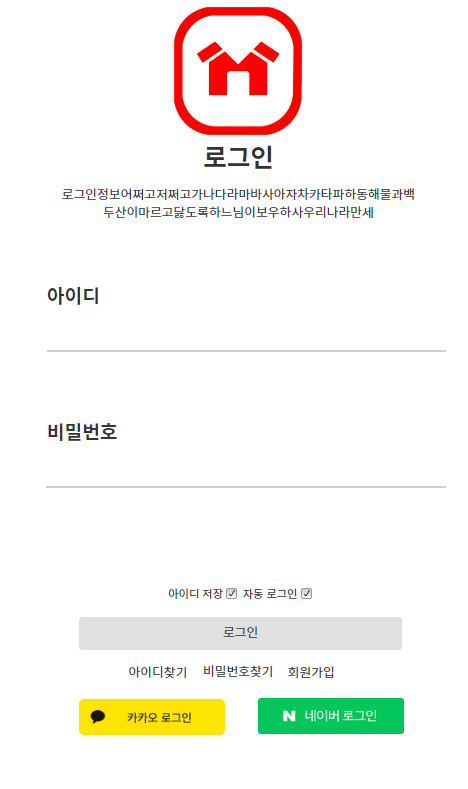 로그인
로그인정보어쩌고저쩌고가나다라마바사아자차카타파하동해물과백
두산이마르고닳도록하느님이보우하사우리나라만세
아이디
비밀번호
아이디 저장 자동 로그인
로그인
아이디찾기 비밀번호찾기 회원가입
카카오 로그인 N 네이버 로그인